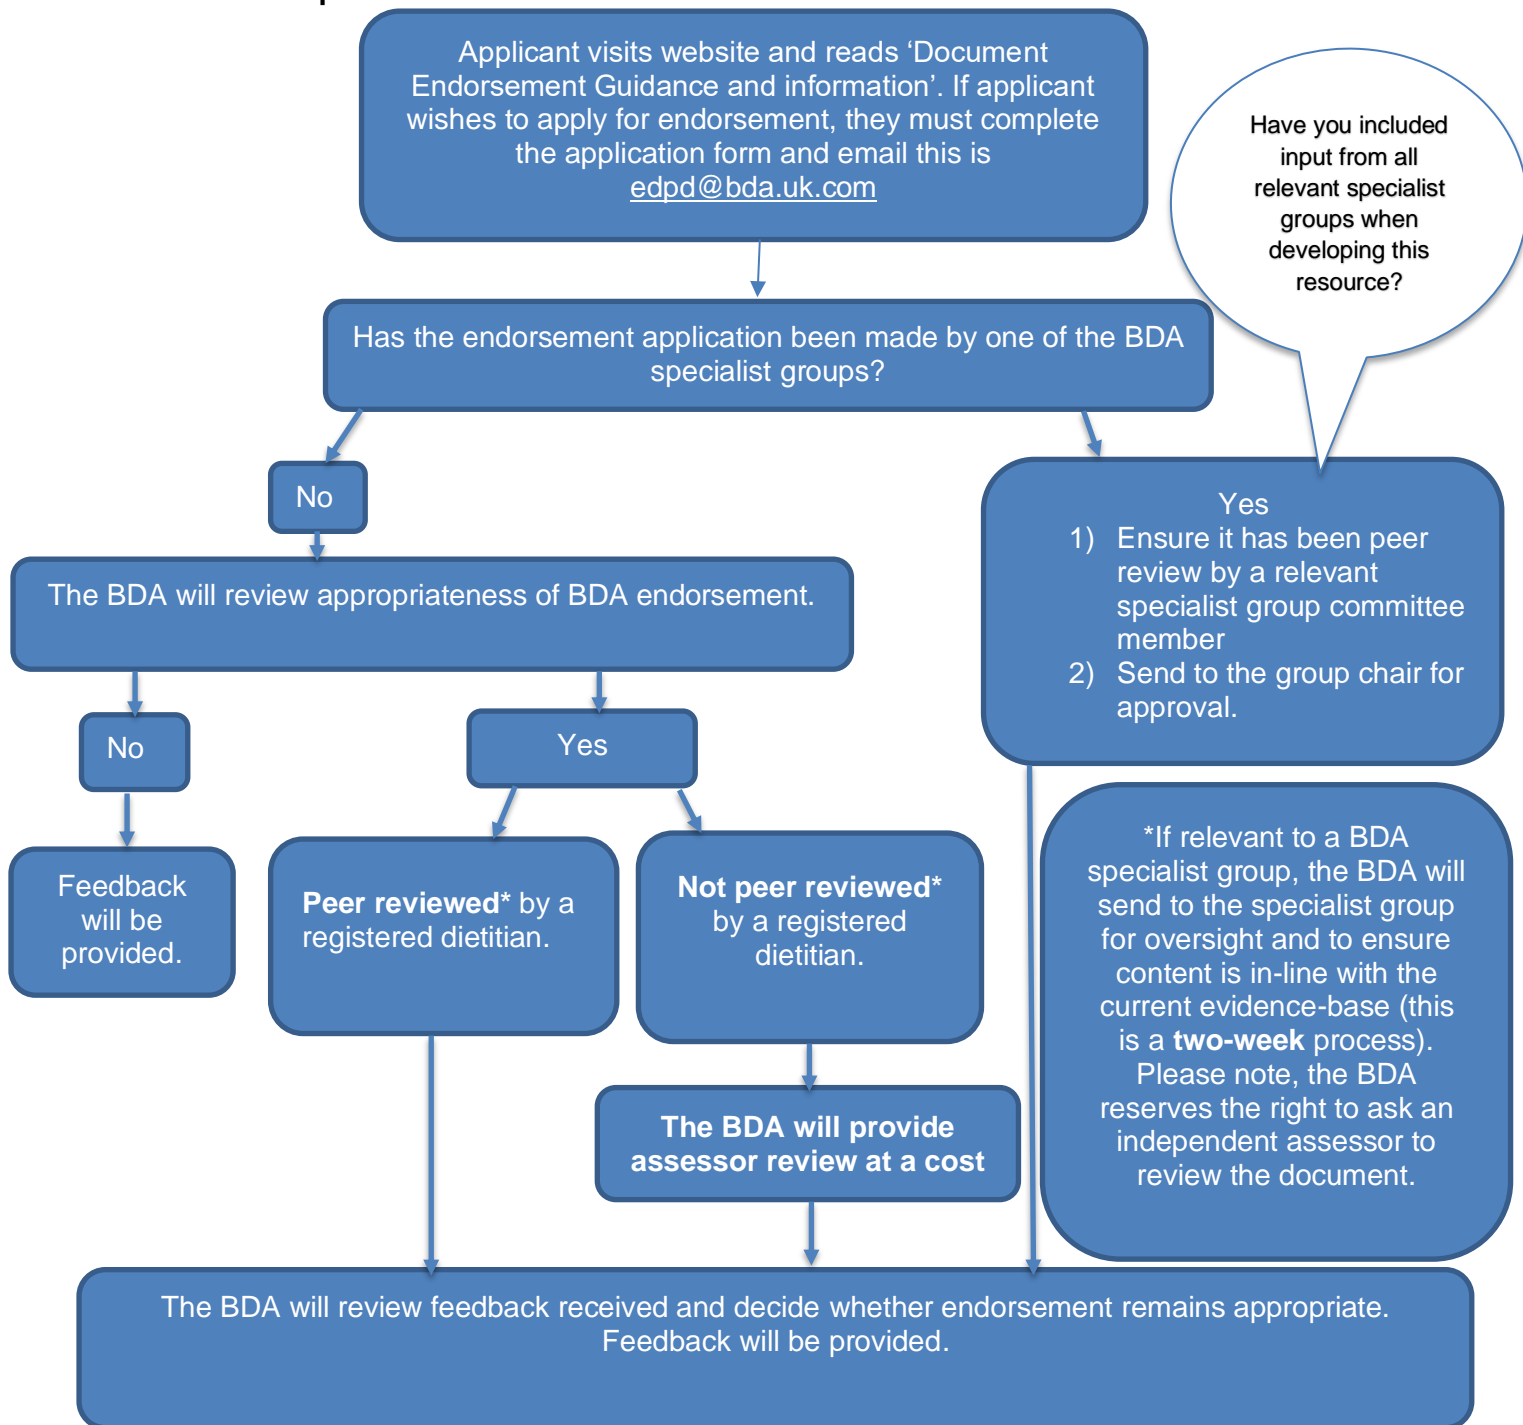 Applicant visits website and reads ‘Document
Endorsement Guidance and information’. If applicant
wishes to apply for endorsement, they must complete
the application form and email this is
edpd@bda.uk.com
Have you included
input from all
relevant specialist
groups when
developing this
resource?
Has the endorsement application been made by one of the BDA
specialist groups?
No
Yes
1) Ensure it has been peer
review by a relevant
specialist group committee
member
2) Send to the group chair for
approval.
The BDA will review appropriateness of BDA endorsement.
No
Yes
Feedback
will be
provided.
Peer reviewed* by a
registered dietitian.
Not peer reviewed*
by a registered
dietitian.
*If relevant to a BDA
specialist group, the BDA will
send to the specialist group
for oversight and to ensure
content is in-line with the
current evidence-base (this
is a two-week process).
Please note, the BDA
reserves the right to ask an
independent assessor to
review the document.
The BDA will provide
assessor review at a cost
The BDA will review feedback received and decide whether endorsement remains appropriate.
Feedback will be provided.